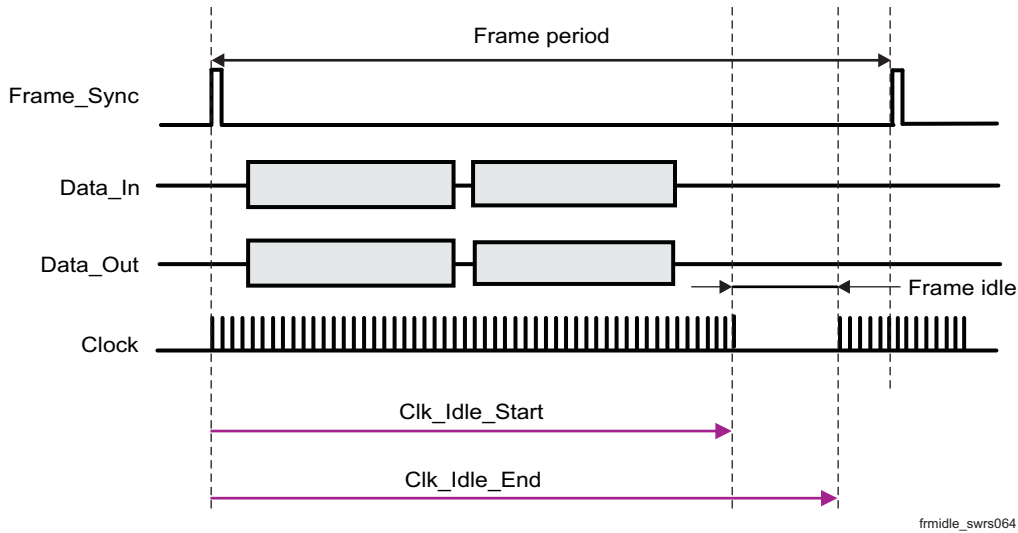 Frame period
Frame_Sync
Data_In
Data_Out
Frame idle
Clock
Clk_Idle_Start
Clk_Idle_End
frmidle_swrs064